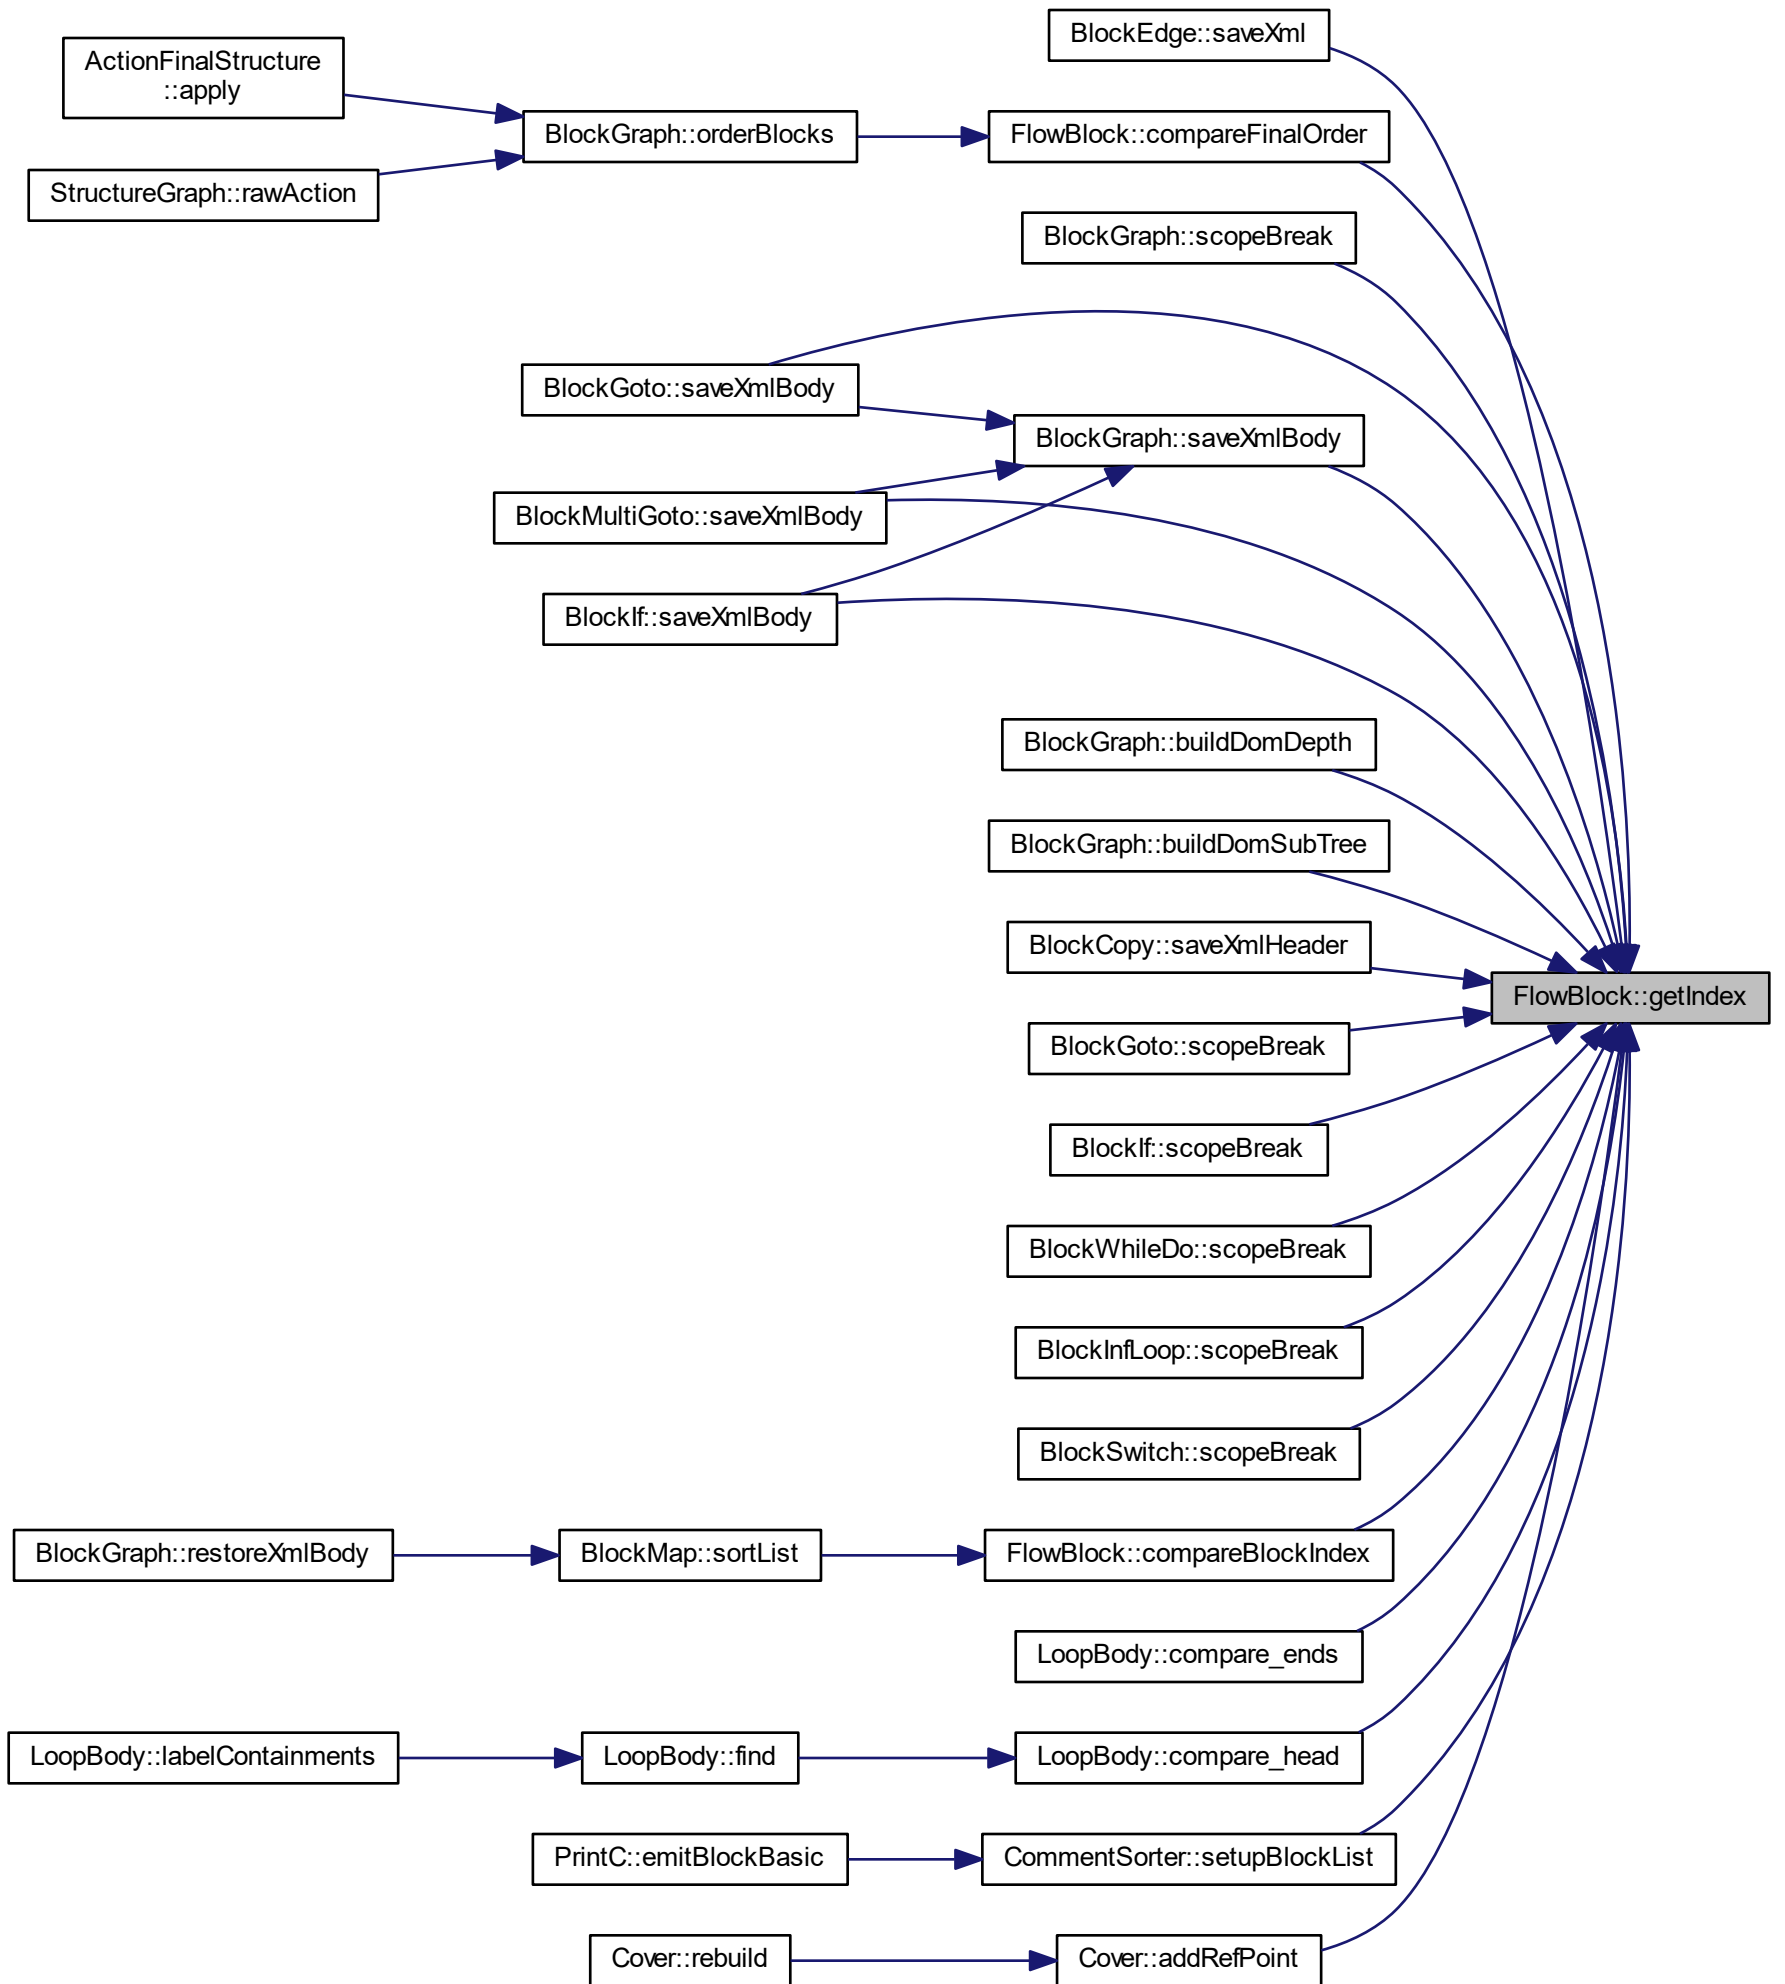 BlockEdge::saveXml
ActionFinalStructure
::apply
BlockGraph::orderBlocks
FlowBlock::compareFinalOrder
StructureGraph::rawAction
BlockGraph::scopeBreak
BlockGoto::saveXmlBody
BlockGraph::saveXmlBody
BlockMultiGoto::saveXmlBody
BlockIf::saveXmlBody
BlockGraph::buildDomDepth
BlockGraph::buildDomSubTree
BlockCopy::saveXmlHeader
FlowBlock::getIndex
BlockGoto::scopeBreak
BlockIf::scopeBreak
BlockWhileDo::scopeBreak
BlockInfLoop::scopeBreak
BlockSwitch::scopeBreak
BlockGraph::restoreXmlBody
BlockMap::sortList
FlowBlock::compareBlockIndex
LoopBody::compare_ends
LoopBody::labelContainments
LoopBody::find
LoopBody::compare_head
PrintC::emitBlockBasic
CommentSorter::setupBlockList
Cover::rebuild
Cover::addRefPoint